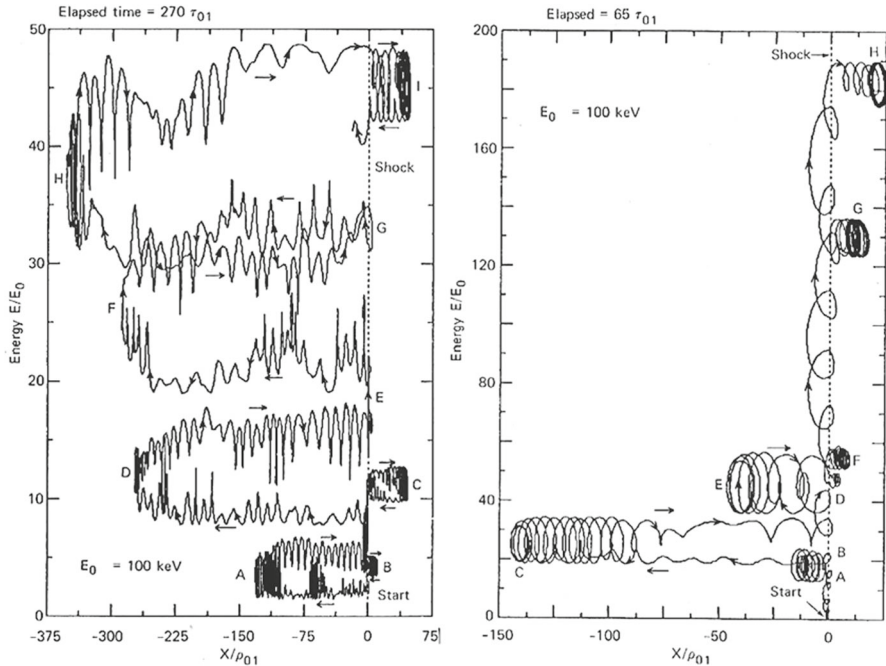 Elapsed time = 270 τ01
50
40
30
20
10
0
Energy E/E0
H
I
Shock
G
F
E
D
C
E0 = 100 keV
A
B
Start
-375
-300
-225
-150
-75
0
75
X/ρ01
Elapsed = 65 τ01
200
160
120
80
40
0
Energy E/E0
Shock
H
E0 = 100 keV
G
F
E
D
C
B
A
Start
-150
-100
-50
0
25
X/ρ01